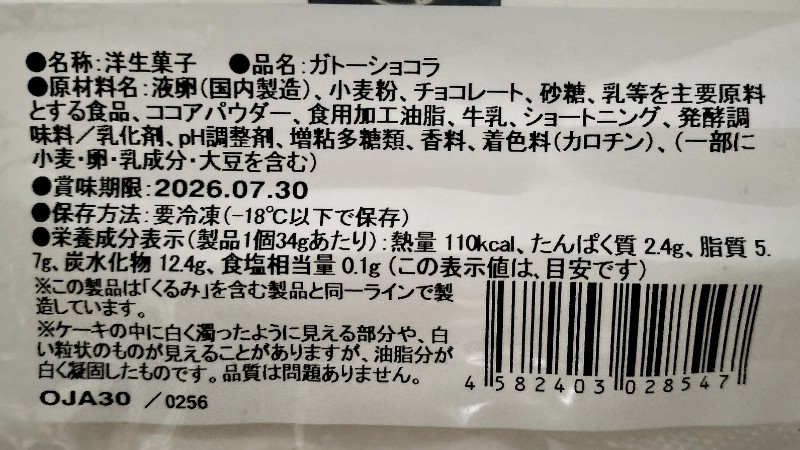 ●名称:洋生菓子 ●品名:ガトーショコラ
●原材料名:液卵(国内製造)、小麦粉、チョコレート、砂糖、乳等を主要原料
とする食品、ココアパウダー、食用加工油脂、牛乳、ショートニング、発酵調
味料/乳化剤、pH調整剤、増粘多糖類、香料、着色料(カロチン)、(一部に
小麦・卵・乳成分・大豆を含む)
●賞味期限:2026.07.30
●保存方法:要冷凍(-18℃以下で保存)
●栄養成分表示(製品1個34gあたり):熱量 110kcal、たんぱく質 2.4g、脂質 5.
7g、炭水化物 12.4g、食塩相当量 0.1g (この表示値は、目安です)
※この製品は「くるみ」を含む製品と同一ラインで製
造しています。
※ケーキの中に白く濁ったように見える部分や、白
い粒状のものが見えることがありますが、油脂分が
白く凝固したものです。品質は問題ありません。
4 582403 028547
OJA30 /0256